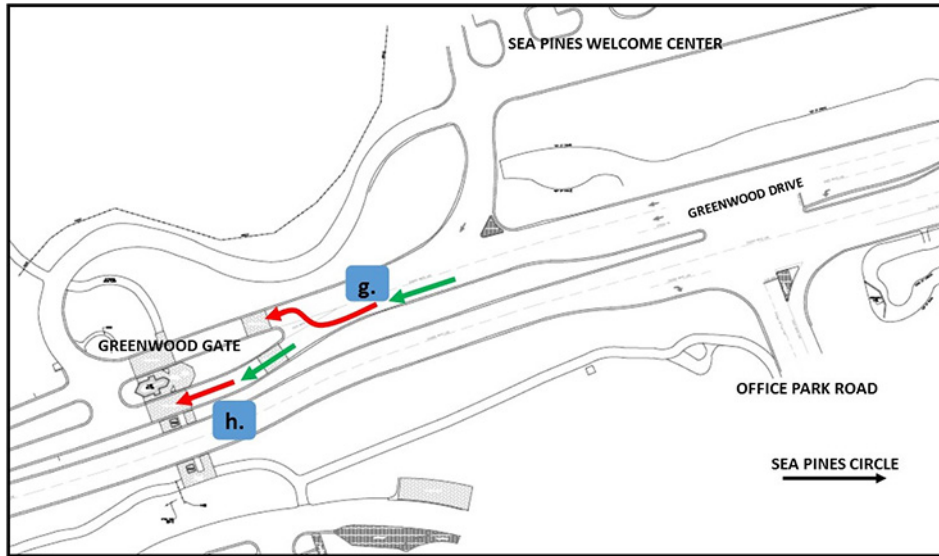 SEA PINES WELCOME CENTER
GREENWOOD DRIVE
g.
GREENWOOD GATE
h.
OFFICE PARK ROAD
SEA PINES CIRCLE